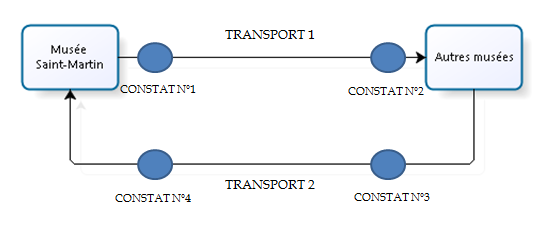 TRANSPORT 1
Musée
Saint-Martin
Autres musées
CONSTAT N°1
CONSTAT N°2
TRANSPORT 2
CONSTAT N°4
CONSTAT N°3